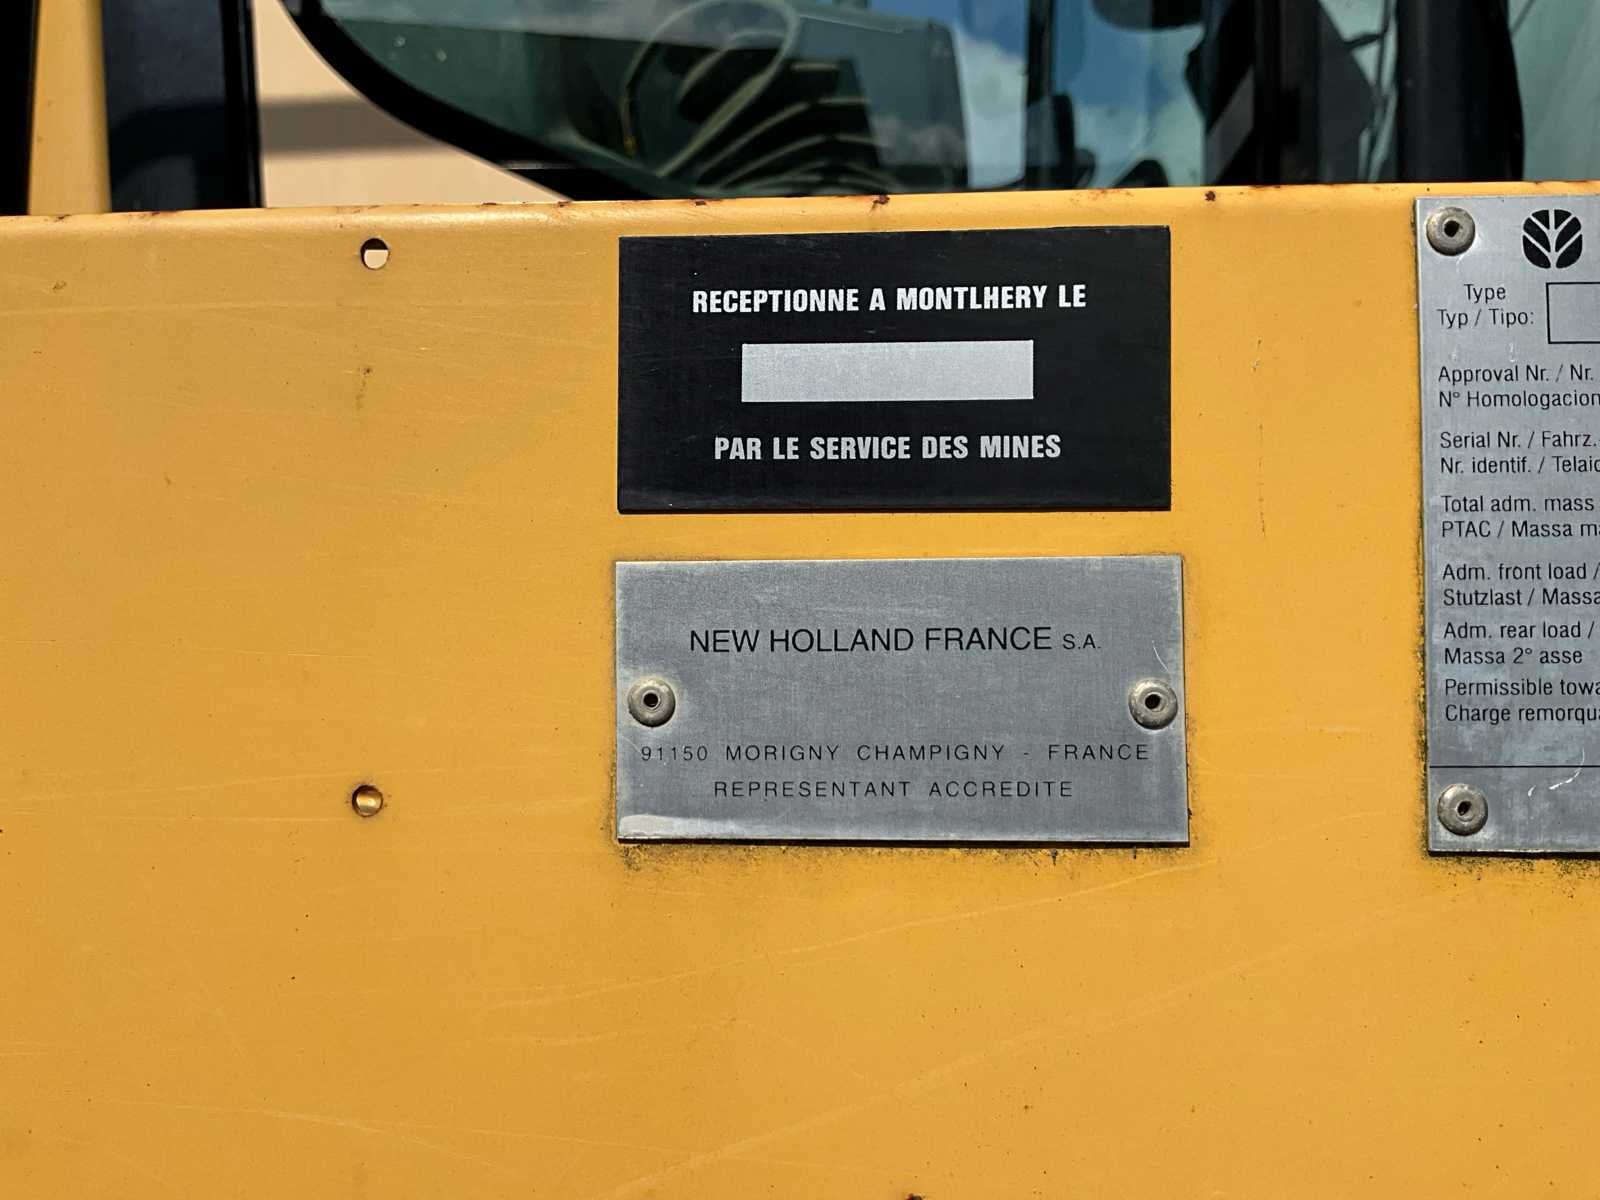 RECEPTIONNE A MONTLHERY LE
PAR LE SERVICE DES MINES
NEW HOLLAND FRANCE S.A.
91150 MORIGNY CHAMPIGNY - FRANCE
REPRESENTANT ACCREDITE
Type
Typ / Tipo:
Approval Nr. / Nr.
N° Homologacion
Serial Nr. / Fahrz.
Nr. identif. / Telaio
Total adm. mass
PTAC / Massa
Adm. front load /
Stutzlast / Massa
Adm. rear load /
Massa 2° asse
Permissible
Charge